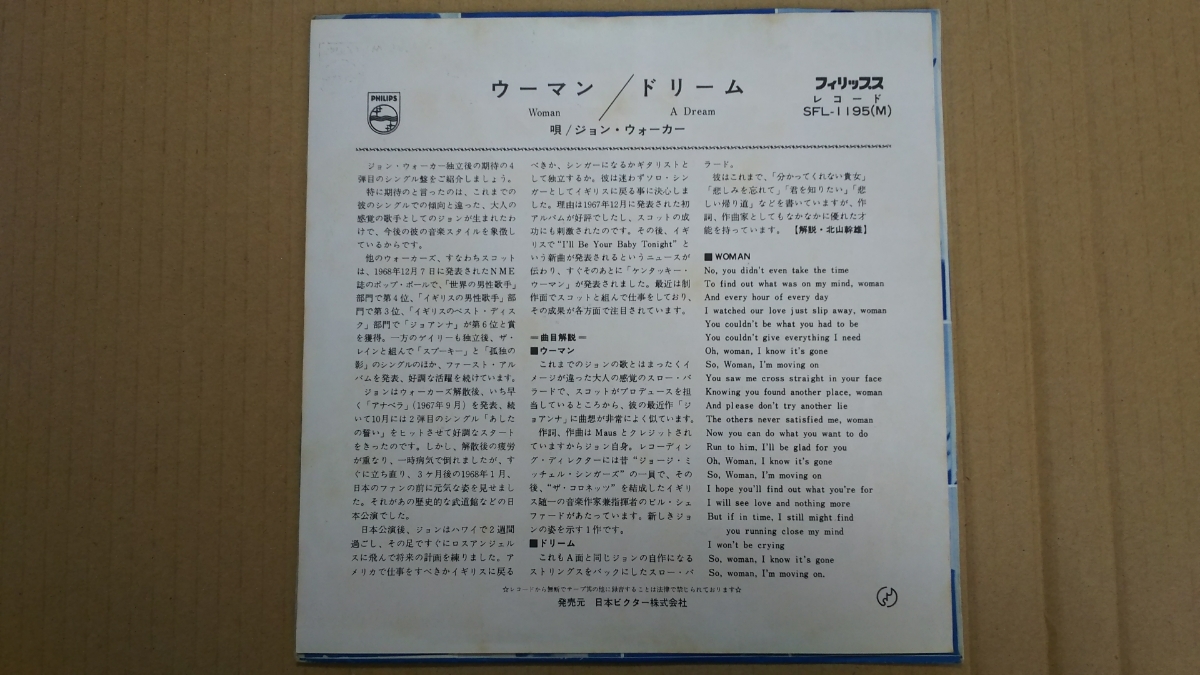 PHILIPS
ウーマン／ドリーム
Woman
A Dream
唄/ジョン・ウォーカー
フィリップス
レコード
SFL-1195(M)
ジョン・ウォーカー独立後の期待の4
弾目のシングル盤をご紹介しましょう。
特に期待のと言ったのは、これまでの
彼のシングルでの傾向と違った、大人の
感覚の歌手としてのジョンが生まれたわ
けで、今後の彼の音楽スタイルを象徴し
ているからです。
他のウォーカーズ、すなわちスコット
は、1968年12月7日に発表されたNME
誌のポップ・ポールで、「世界の男性歌手」
部門で第4位、「イギリスの男性歌手」部
門で第3位、「イギリスのベスト・ディス
ク」部門で「ジョアンナ」が第6位と賞
を獲得。一方のゲイリーも独立後、ザ・
レインと組んで「スプーキー」と「孤独の
影」のシングルのほか、ファースト・アル
バムを発表、好調な活躍を続けています。
ジョンはウォーカーズ解散後、いち早
く「アナベラ」(1967年9月)を発表、続
いて10月には2弾目のシングル「あした
の誓い」をヒットさせて好調なスタート
をきったのです。しかし、解散後の疲労
が重なり、一時病気で倒れましたが、す
ぐに立ち直り、3ヶ月後の1968年1月、
日本のファンの前に元気な姿を見せまし
た。それがあの歴史的な武道館などの日
本公演でした。
日本公演後、ジョンはハワイで2週間
過ごし、その足ですぐにロスアンジェル
スに飛んで将来の計画を練りました。ア
メリカで仕事をすべきかイギリスに戻る
べきか、シンガーになるかギタリストと
して独立するか。彼は迷わずソロ・シン
ガーとしてイギリスに戻る事に決心しま
した。理由は1967年12月に発表された初
アルバムが好評でしたし、スコットの成
功にも刺激されたのです。その後、イギ
リスで“I'll Be Your Baby Tonight”と
いう新曲が発表されるというニュースが
伝わり、すぐそのあとに「ケンタッキー・
ウーマン」が発表されました。最近は制
作面でスコットと組んで仕事をしており、
その成果が各方面で注目されています。
＝曲目解説＝
■ウーマン
これまでのジョンの歌とはまったくイ
メージが違った大人の感覚のスロー・バ
ラードで、スコットがプロデュースを担
当しているところから、彼の最近作「ジ
ョアンナ」に曲想が非常によく似ています。
作詞、作曲は Maus とクレジットされ
ていますからジョン自身。レコーディン
グ・ディレクターには昔“ジョージ・ミ
ッチェル・シンガーズ”の一員で、その
後、“ザ・コロネッツ”を結成したイギリ
ス随一の音楽作家兼指揮者のビル・シェ
ファードがあたっています。新しきジョ
ンの姿を示す1作です。
■ドリーム
これもA面と同じジョンの自作になる
ストリングスをバックにしたスロー・バ
ラード。
彼はこれまで、「分かってくれない貴女」
「悲しみを忘れて」「君を知りたい」「悲
しい帰り道」などを書いていますが、作
詞、作曲家としてもなかなかに優れた才
能を持っています。【解説・北山幹雄】
■ WOMAN
No, you didn't even take the time
To find out what was on my mind, woman
And every hour of every day
I watched our love just slip away, woman
You couldn't be what you had to be
You couldn't give everything I need
Oh, woman, I know it's gone
So, Woman, I'm moving on
You saw me cross straight in your face
Knowing you found another place, woman
And please don't try another lie
The others never satisfied me, woman
Now you can do what you want to do
Run to him, I'll be glad for you
Oh, Woman, I know it's gone
So, Woman, I'm moving on
I hope you'll find out what you're for
I will see love and nothing more
But if in time, I still might find
you running close my mind
I won't be crying
So, woman, I know it's gone
So, woman, I'm moving on.
☆レコードから無断でテープ其の他に録音することは法律で禁じられております☆
発売元 日本ビクター株式会社